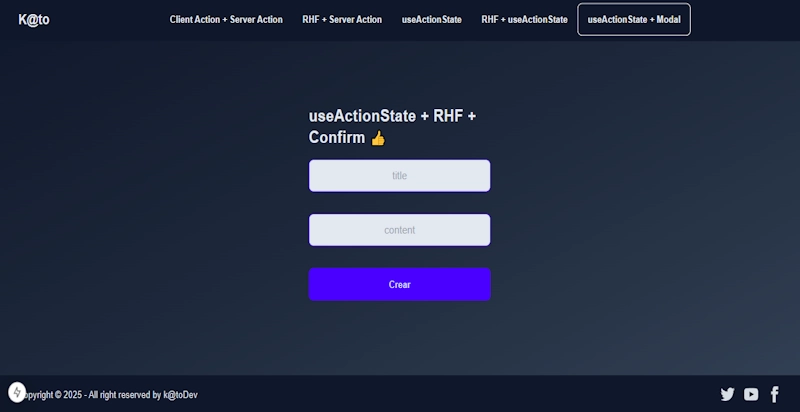 K@to
Client Action + Server Action
RHF + Server Action
useActionState
RHF + useActionState
useActionState + Modal
useActionState + RHF +
Confirm 👍
title
content
Crear
opyright © 2025 - All right reserved by k@toDev